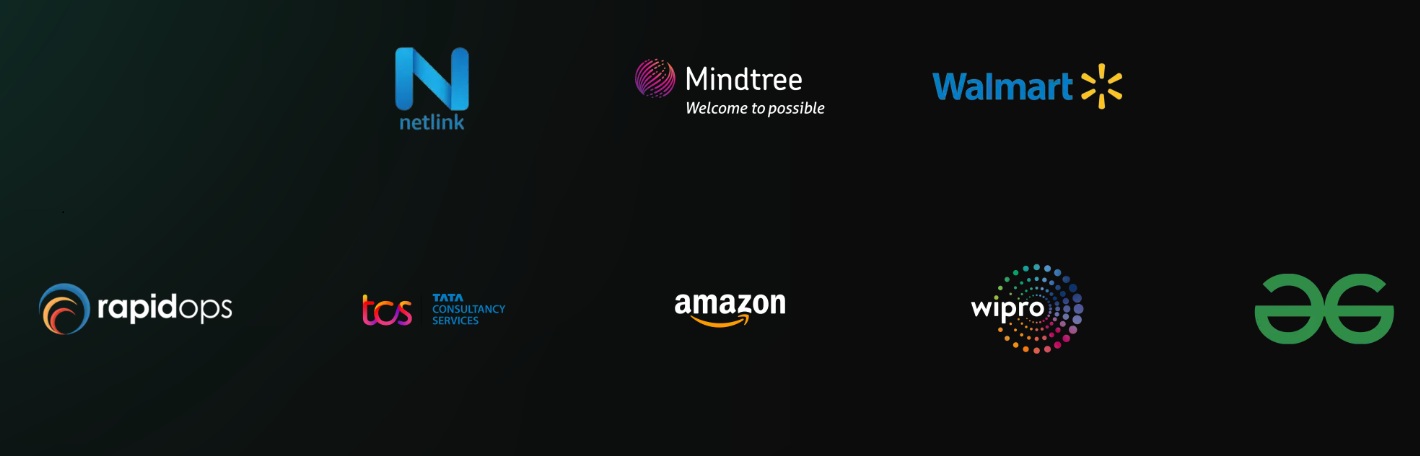 netlink
Mindtree
Welcome to possible
Walmart
rapidops
tcs
TATA
CONSULTANCY
SERVICES
amazon
wipro